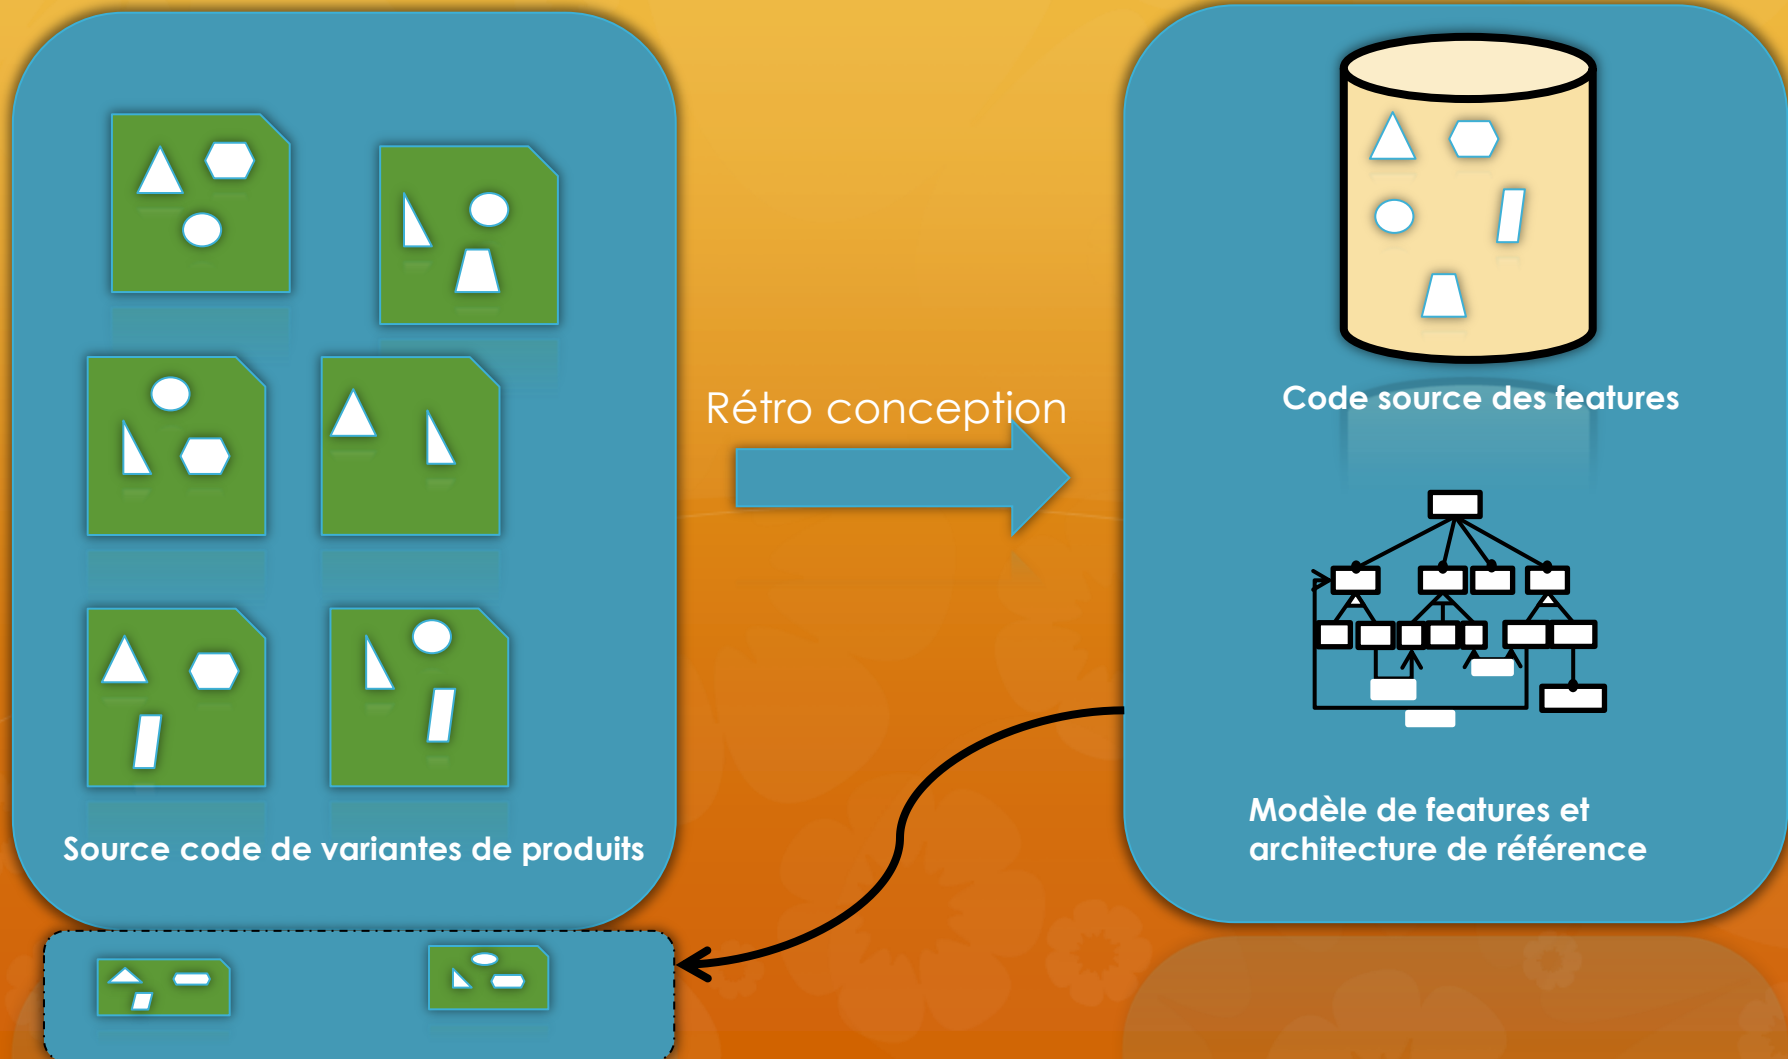 Code source des features
Rétro conception
Modèle de features et
architecture de référence
Source code de variantes de produits